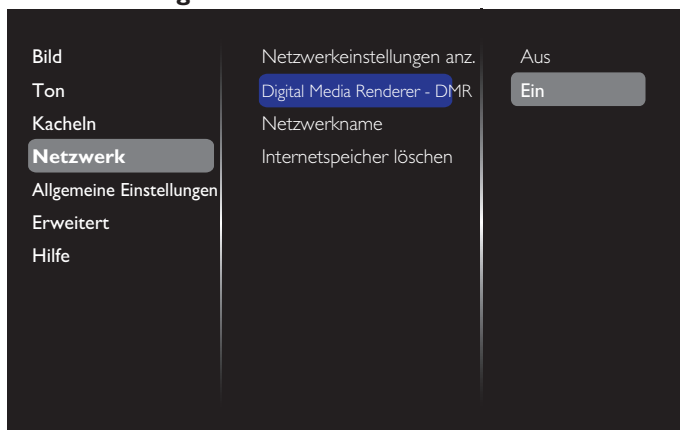 Bild
Ton
Kacheln
Netzwerk
Allgemeine Einstellungen
Erweitert
Hilfe
Netzwerkeinstellungen anz.
Digital Media Renderer - DMR
Netzwerkname
Internetspeicher löschen
Aus
Ein